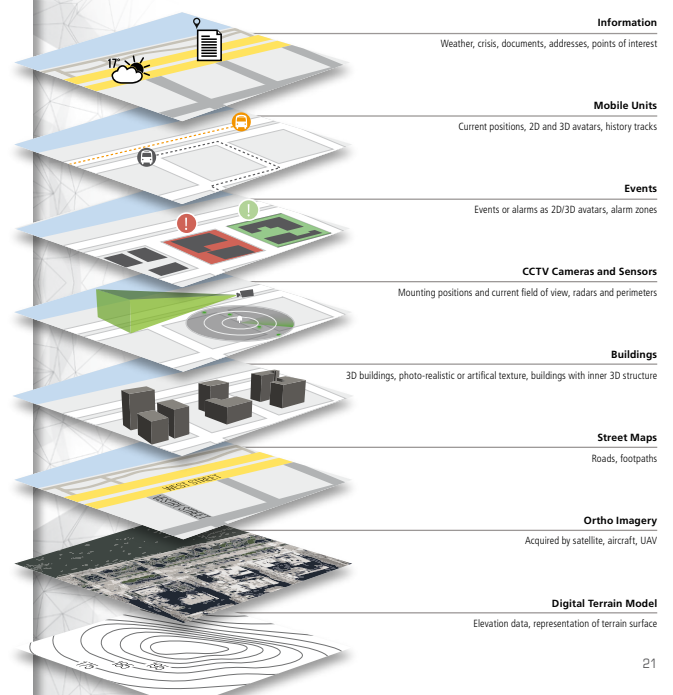 Information
Weather, crisis, documents, addresses, points of interest
17°
Mobile Units
Current positions, 2D and 3D avatars, history tracks
Events
Events or alarms as 2D/3D avatars, alarm zones
!
!
CCTV Cameras and Sensors
Mounting positions and current field of view, radars and perimeters
Buildings
3D buildings, photo-realistic or artifical texture, buildings with inner 3D structure
Street Maps
Roads, footpaths
WEST STREET
STREET
Ortho Imagery
Acquired by satellite, aircraft, UAV
Digital Terrain Model
Elevation data, representation of terrain surface
175
21